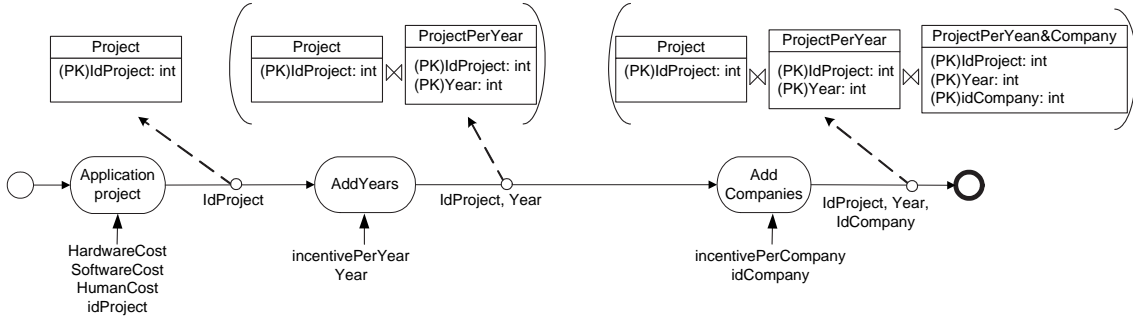 Project
(PK)IdProject: int
Project
(PK)IdProject: int
ProjectPerYear
(PK)IdProject: int
(PK)Year: int
Project
(PK)IdProject: int
ProjectPerYear
(PK)IdProject: int
(PK)Year: int
ProjectPerYean&Company
(PK)IdProject: int
(PK)Year: int
(PK)idCompany: int
Application
project
IdProject
AddYears
IdProject, Year
Add
Companies
IdProject, Year,
IdCompany
HardwareCost
SoftwareCost
HumanCost
idProject
incentivePerYear
Year
incentivePerCompany
idCompany